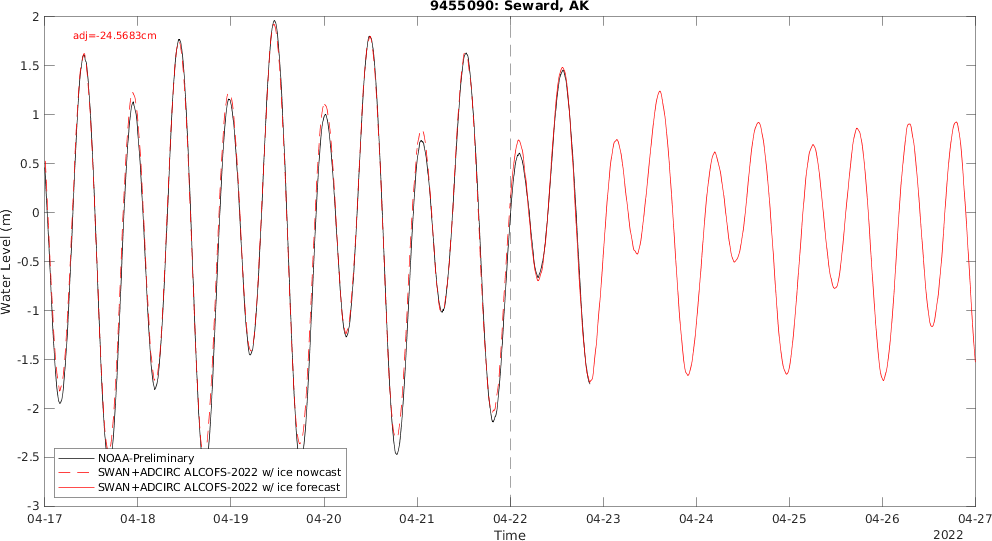 9455090: Seward, AK
adj=-24.5683cm
2
1.5
1
0.5
0
-0.5
-1
-1.5
-2
-2.5
-3
Water Level (m)
NOAA-Preliminary
SWAN+ADCIRC ALCOFS-2022 w/ ice nowcast
SWAN+ADCIRC ALCOFS-2022 w/ ice forecast
04-17 04-18 04-19 04-20 04-21 04-22 04-23 04-24 04-25 04-26 04-27
Time
2022